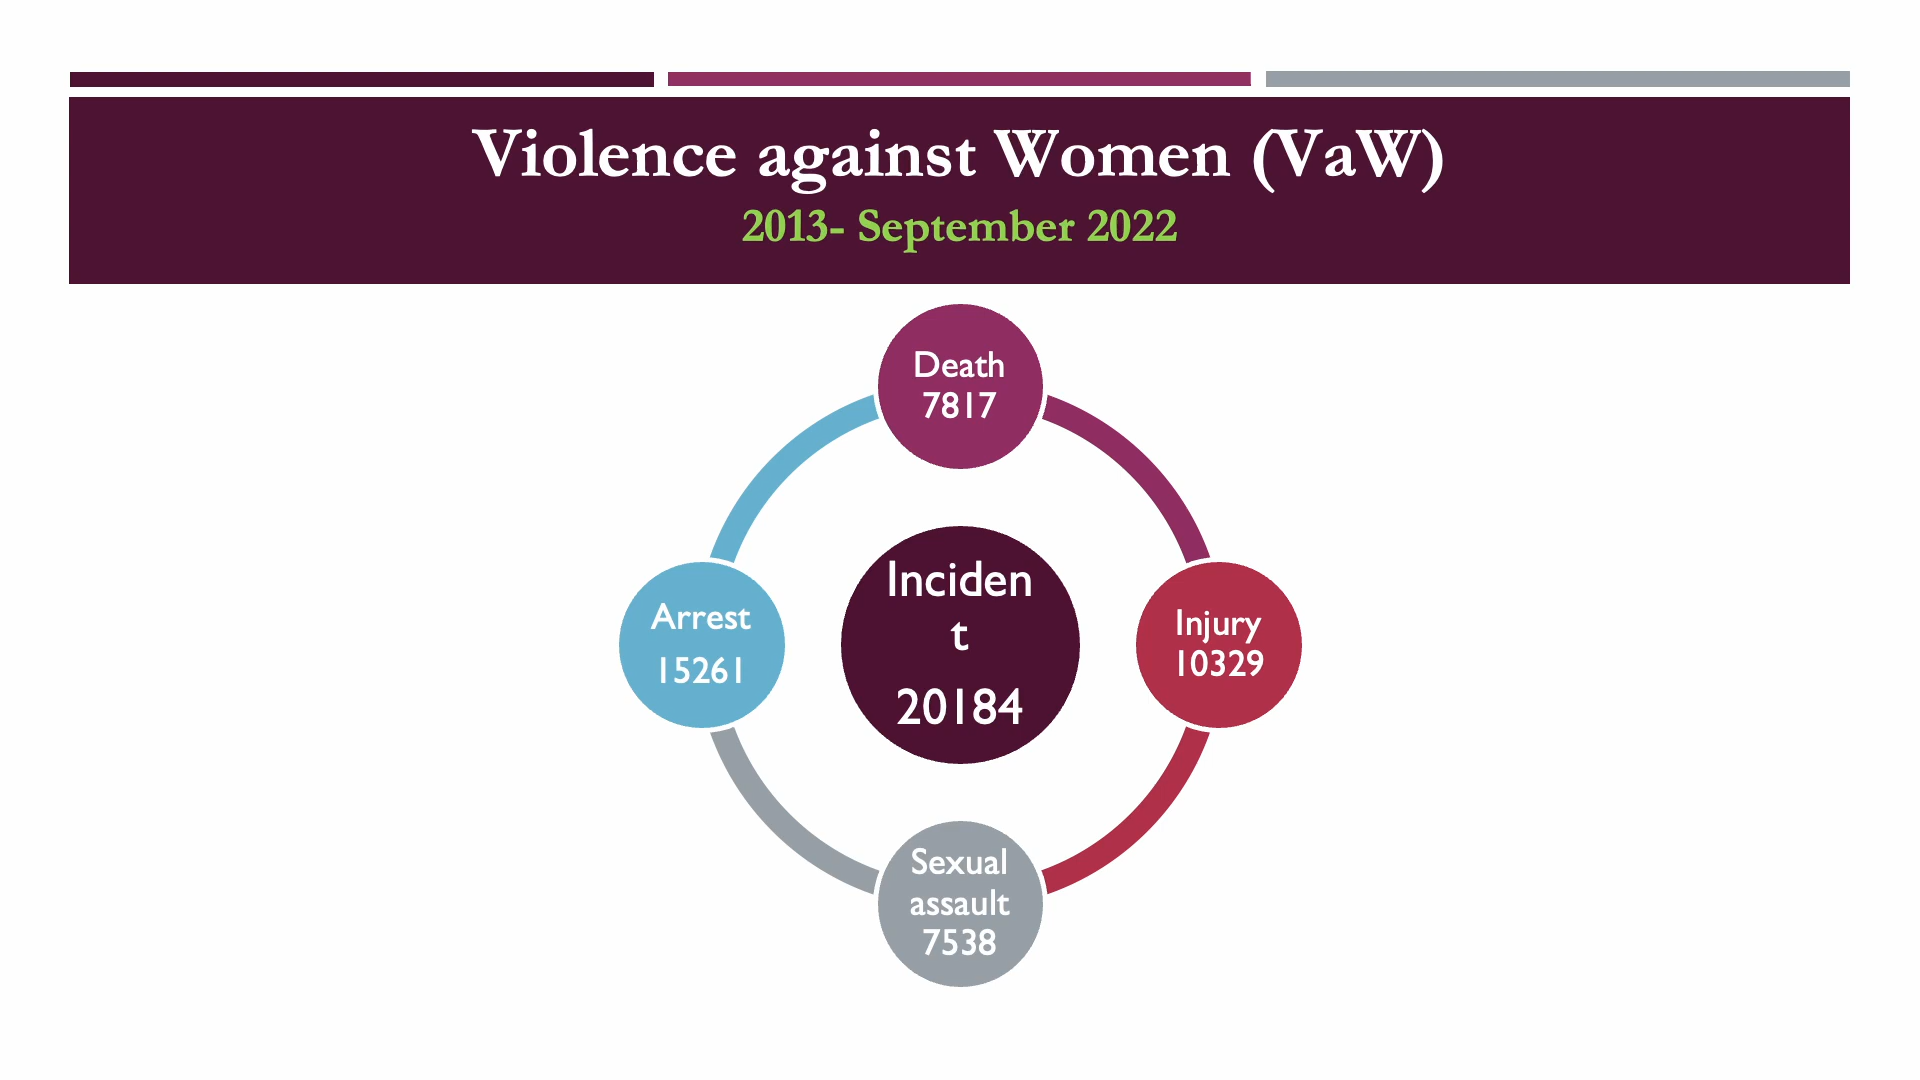 Violence against Women (VaW)
2013- September 2022
Death
7817
Inciden
t
20184
Arrest
15261
Injury
10329
Sexual
assault
7538